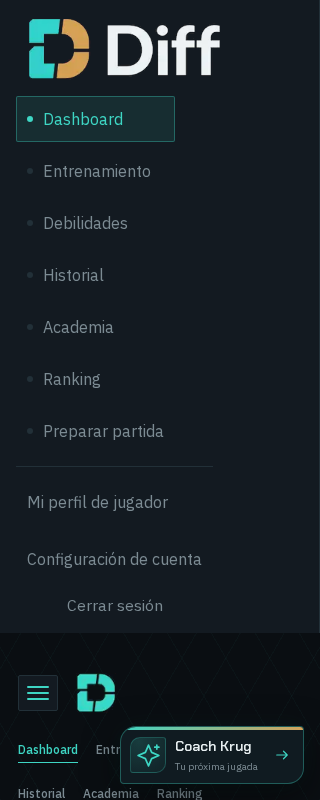 Diff
Dashboard
Entrenamiento
Debilidades
Historial
Academia
Ranking
Preparar partida
Mi perfil de jugador
Configuración de cuenta
Cerrar sesión
Dashboard Entr
Coach Krug
Tu próxima jugada
Historial Academia Ranking